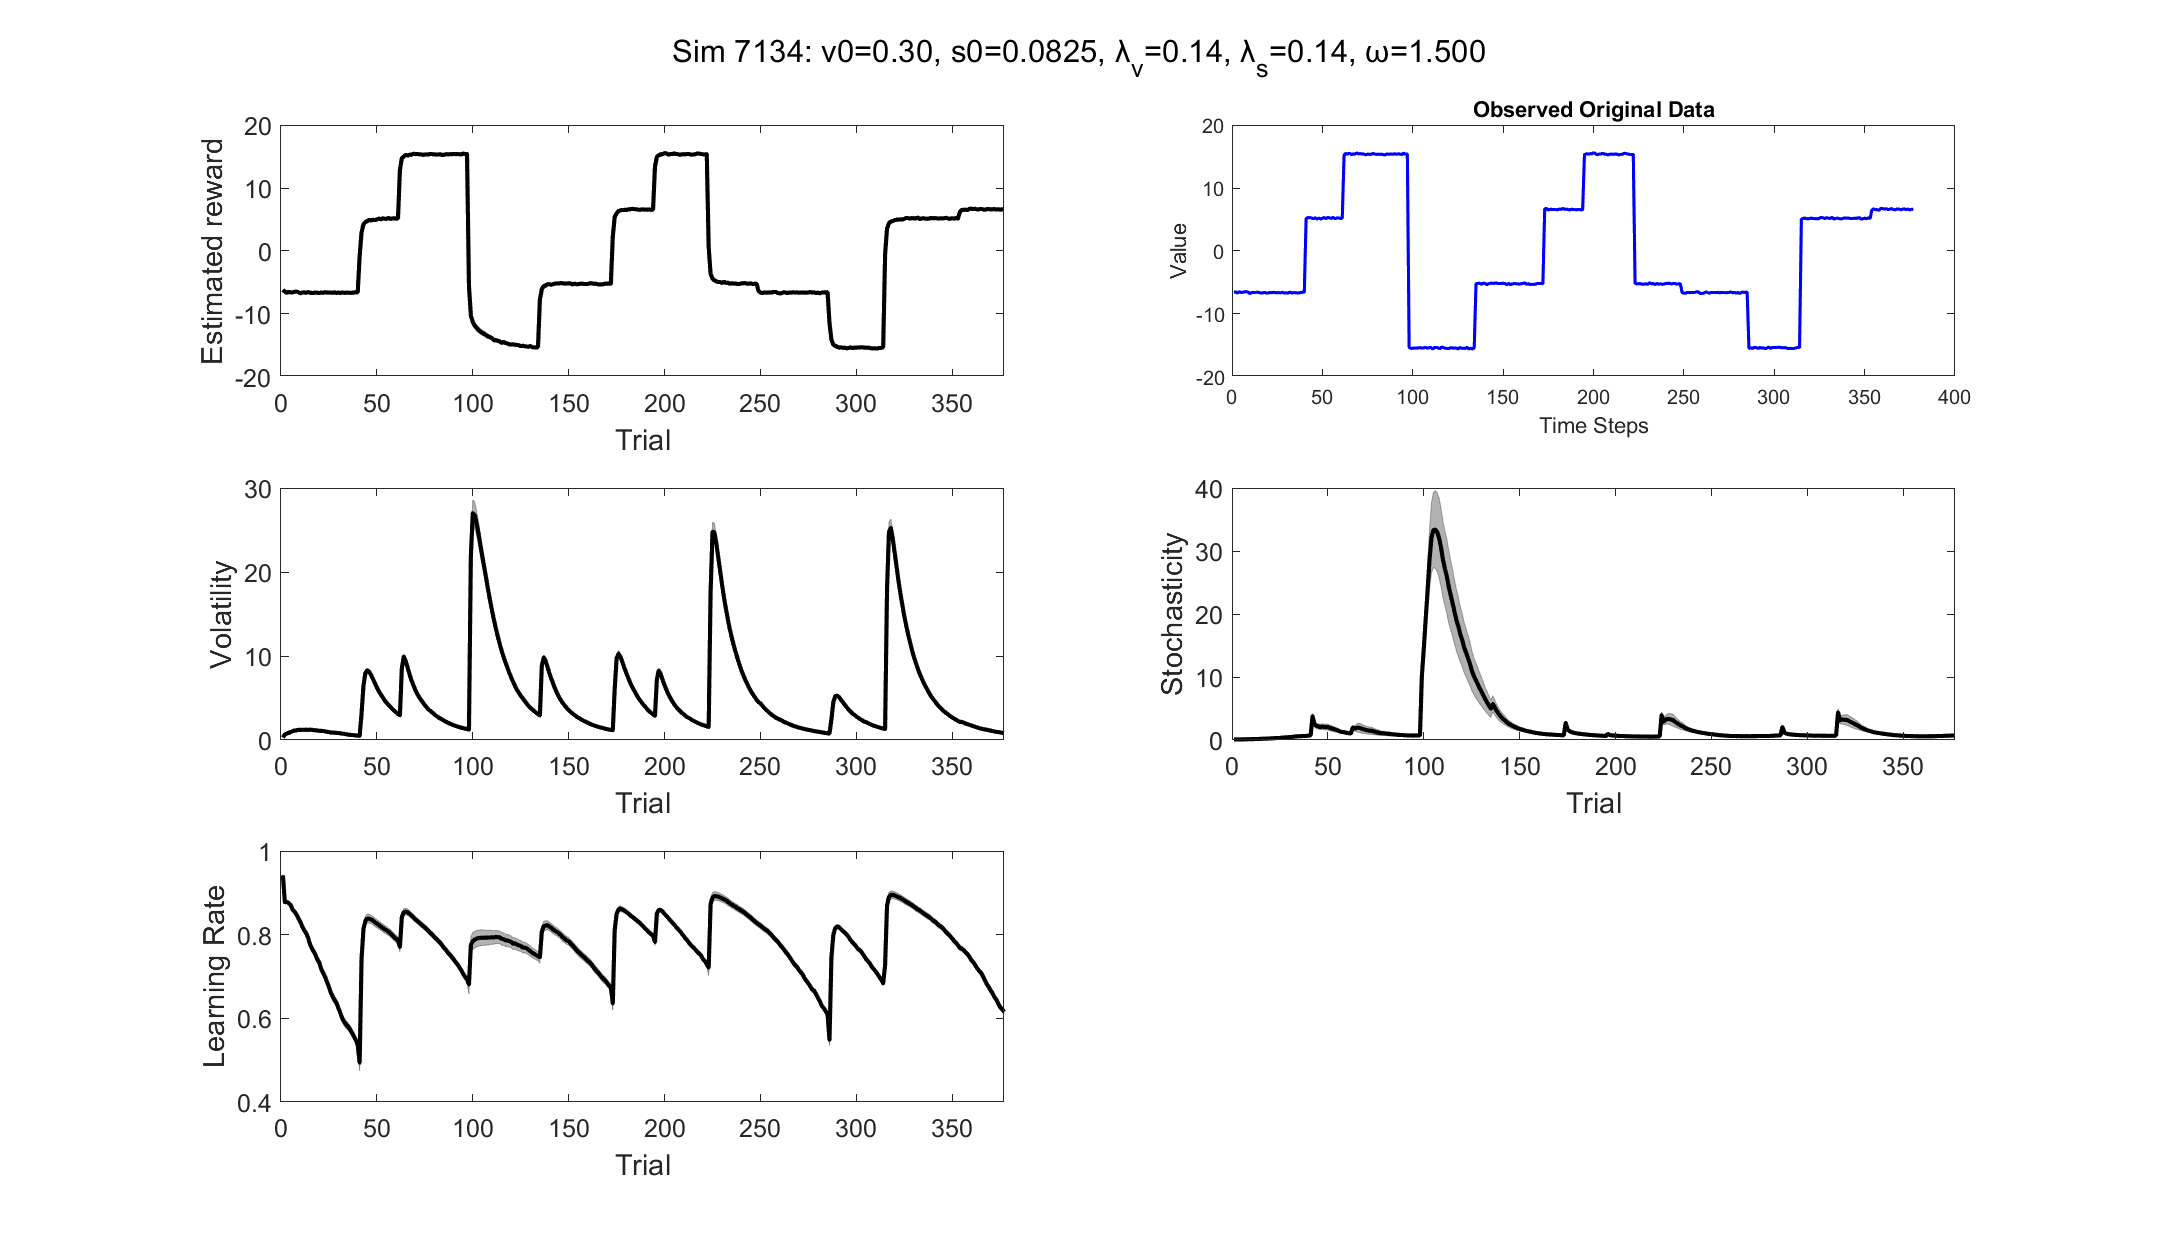 Sim 7134: v0=0.30, s0=0.0825, λ_v=0.14, λ_s=0.14, ω=1.500
20
10
0
-10
-20
Estimated reward
0 50 100 150 200 250 300 350
Trial
Observed Original Data
20
10
0
-10
-20
Value
0 50 100 150 200 250 300 350 400
Time Steps
30
20
10
0
Volatility
0 50 100 150 200 250 300 350
Trial
40
30
20
10
0
Stochasticity
0 50 100 150 200 250 300 350
Trial
1
0.8
0.6
0.4
Learning Rate
0 50 100 150 200 250 300 350
Trial